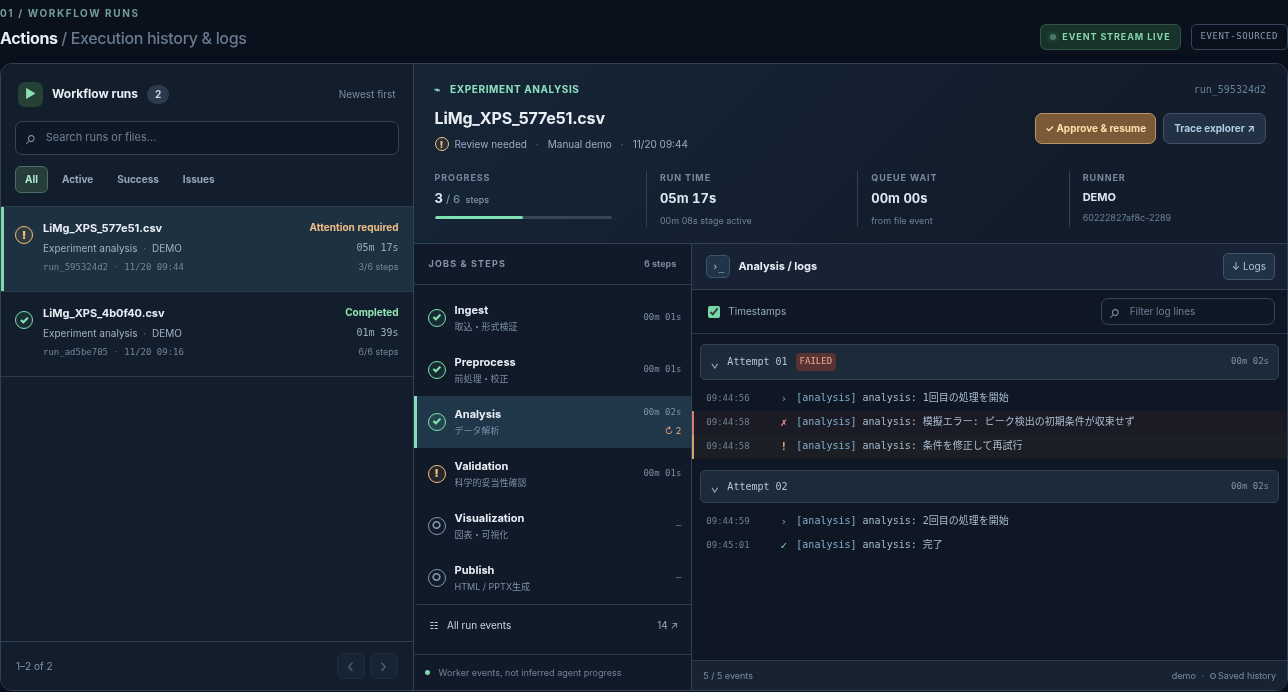 01 / WORKFLOW RUNS
Actions / Execution history & logs
EVENT STREAM LIVE
EVENT-SOURCED
Workflow runs 2
Newest first
Search runs or files...
All Active Success Issues
LiMg_XPS_577e51.csv Attention required
Experiment analysis · DEMO 05m 17s
run_595324d2 · 11/20 09:44 3/6 steps
LiMg_XPS_4b0f40.csv Completed
Experiment analysis · DEMO 01m 39s
run_ad5be705 · 11/20 09:16 6/6 steps
1–2 of 2
EXPERIMENT ANALYSIS
run_595324d2
LiMg_XPS_577e51.csv
Review needed · Manual demo · 11/20 09:44
✓ Approve & resume
Trace explorer ↗
PROGRESS
3 / 6 steps
RUN TIME
05m 17s
00m 08s stage active
QUEUE WAIT
00m 00s
from file event
RUNNER
DEMO
60222827af8c-2289
JOBS & STEPS 6 steps
Ingest 00m 01s
取込・形式検証
Preprocess 00m 01s
前処理・校正
Analysis 00m 02s
データ解析 ↻ 2
Validation 00m 01s
科学的妥当性確認
Visualization —
図表・可視化
Publish —
HTML / PPTX生成
All run events 14 ↗
Worker events, not inferred agent progress
Analysis / logs
↓ Logs
Timestamps
Filter log lines
Attempt 01 FAILED 00m 02s
09:44:56 › [analysis] analysis: 1回目の処理を開始
09:44:58 ✗ [analysis] analysis: 模擬エラー: ピーク検出の初期条件が収束せず
09:44:58 ! [analysis] analysis: 条件を修正して再試行
Attempt 02 00m 02s
09:44:59 › [analysis] analysis: 2回目の処理を開始
09:45:01 ✓ [analysis] analysis: 完了
5 / 5 events
demo · Saved history